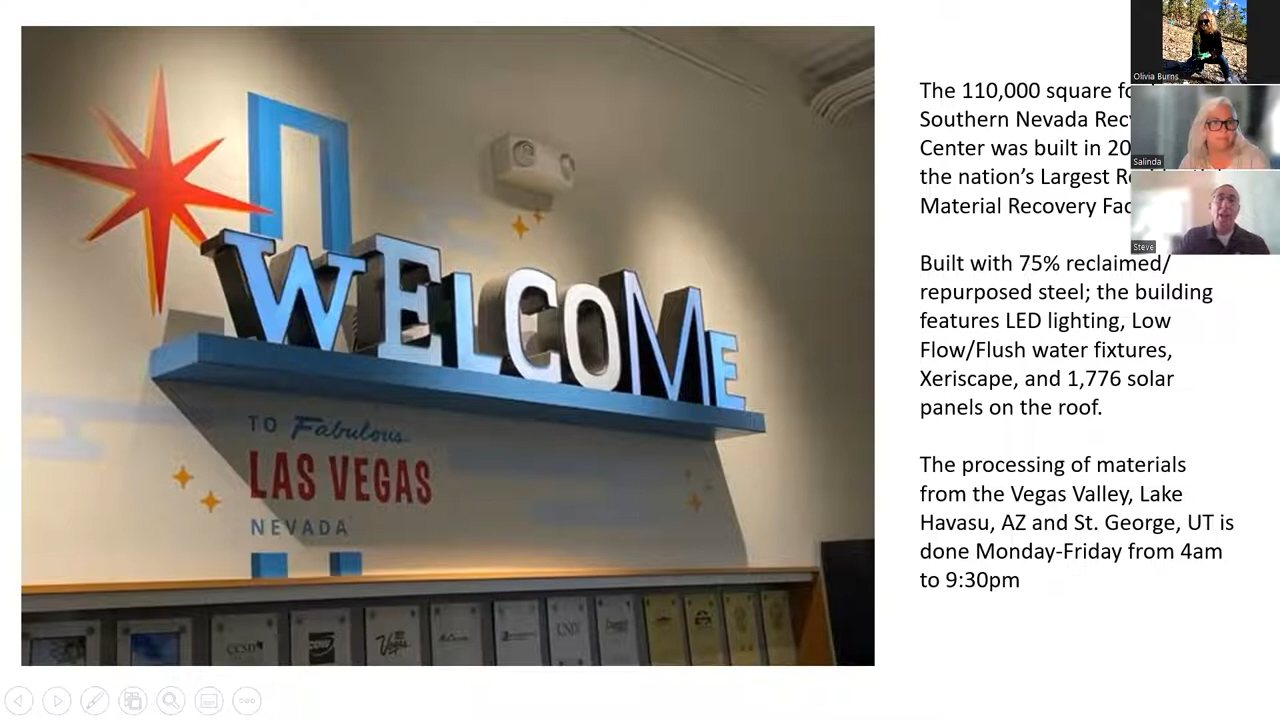 WELCOME
TO Fabulous
LAS VEGAS
NEVADA
CCSD
Vegas
UNLV
The 110,000 square
Southern Nevada
Center was built in
the nation's Largest
Material Recovery
Built with 75% reclaimed/
repurposed steel; the building
features LED lighting, Low
Flow/Flush water fixtures,
Xeriscape, and 1,776 solar
panels on the roof.
The processing of materials
from the Vegas Valley, Lake
Havasu, AZ and St. George, UT is
done Monday-Friday from 4am
to 9:30pm
Olivia Burns
Salinda
Steve